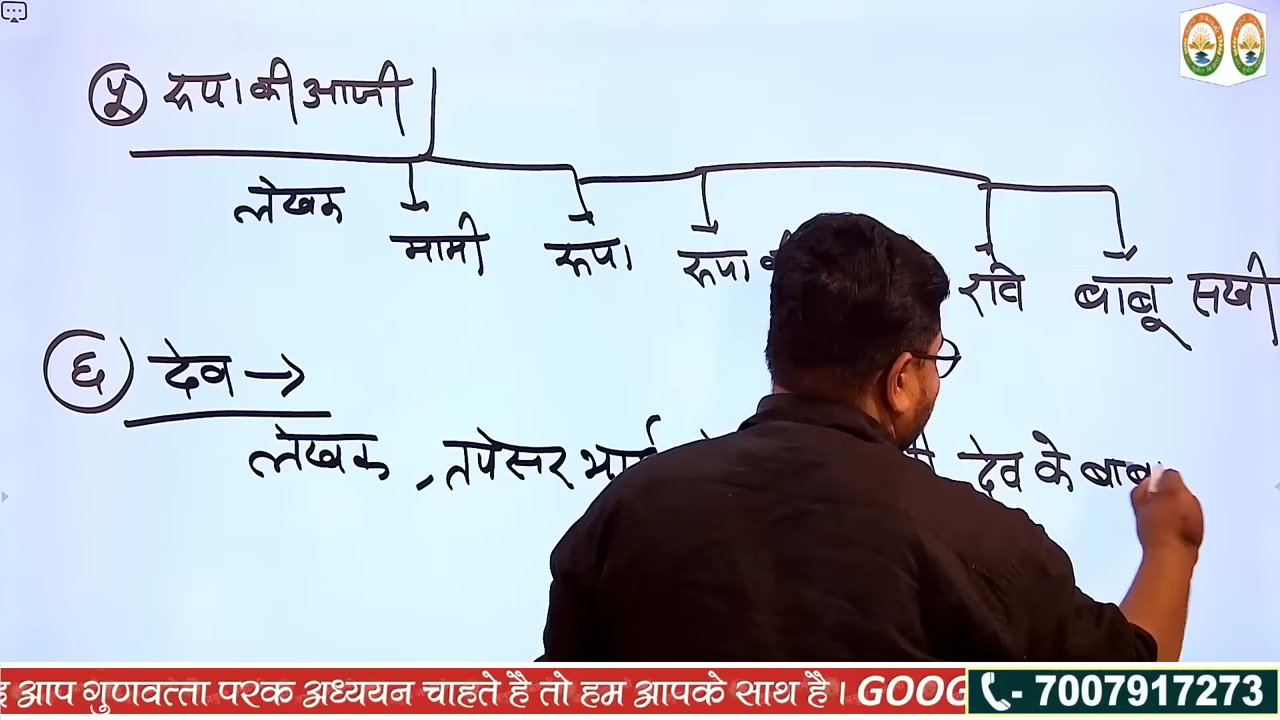 ५ रूपा की आजी
लेखक मामी रूपा रूपा रवि बाबू सखी
६ देव →
लेखक , तपेसर देव के बाबू
आप गुणवत्ता परक अध्ययन चाहते है तो हम आपके साथ है । GOOG
- 7007917273